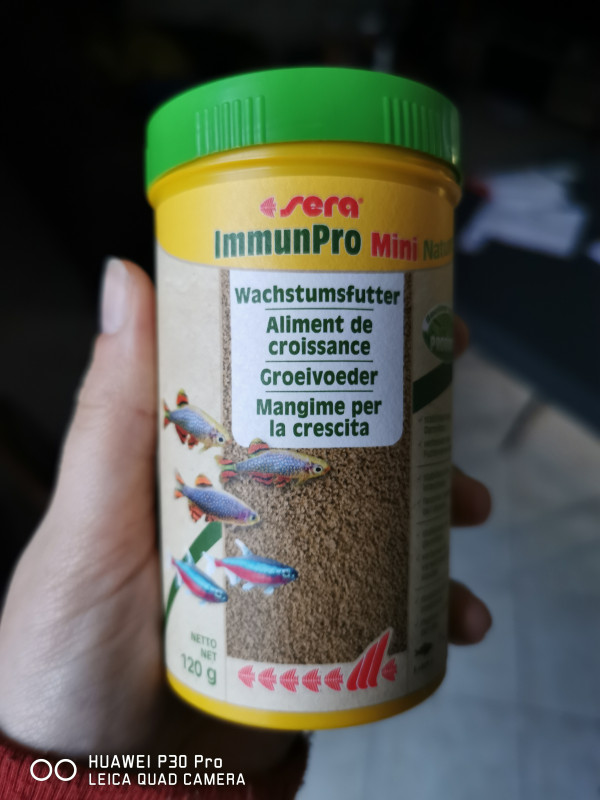 sera
ImmunPro Mini
Wachstumsfutter
Aliment de
croissance
Groeivoeder
Mangime per
la crescita
NETTO
NET
120 g
HUAWEI P30 Pro
LEICA QUAD CAMERA